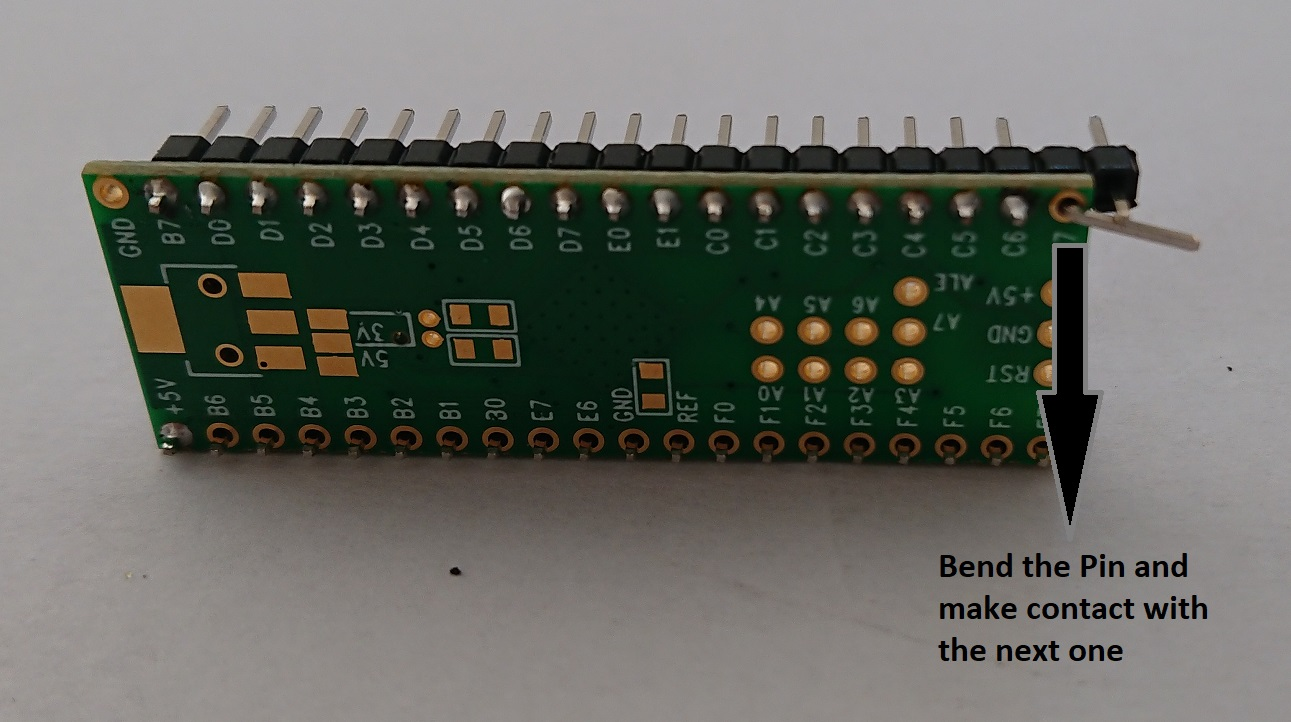 GND B7 D0 D1 D2 D3 D4 D5 D6 D7 E0 E1 C0 C1 C2 C3 C4 C5 C6 7
ALE
+5V
A4 A5 A6 A7
GND
3V
5V
RST
A0 A1 A2 A3
+5V B6 B5 B4 B3 B2 B1 B0 E7 E6 GND REF F0 F1 F2 F3 F4 F5 F6
Bend the Pin and
make contact with
the next one